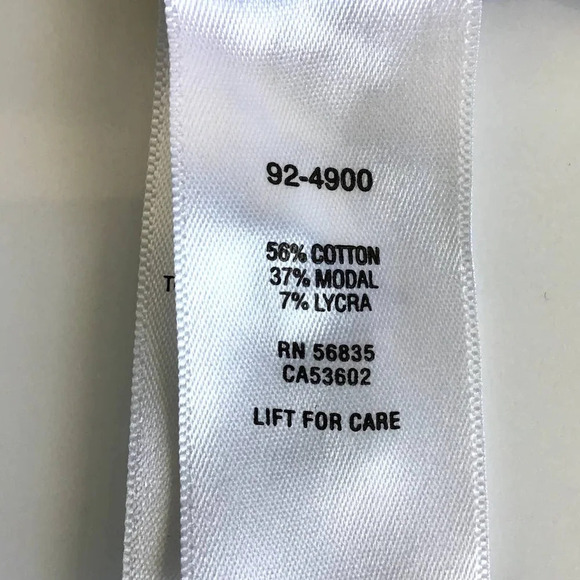 92-4900
56% COTTON
37% MODAL
7% LYCRA
RN 56835
CA53602
LIFT FOR CARE